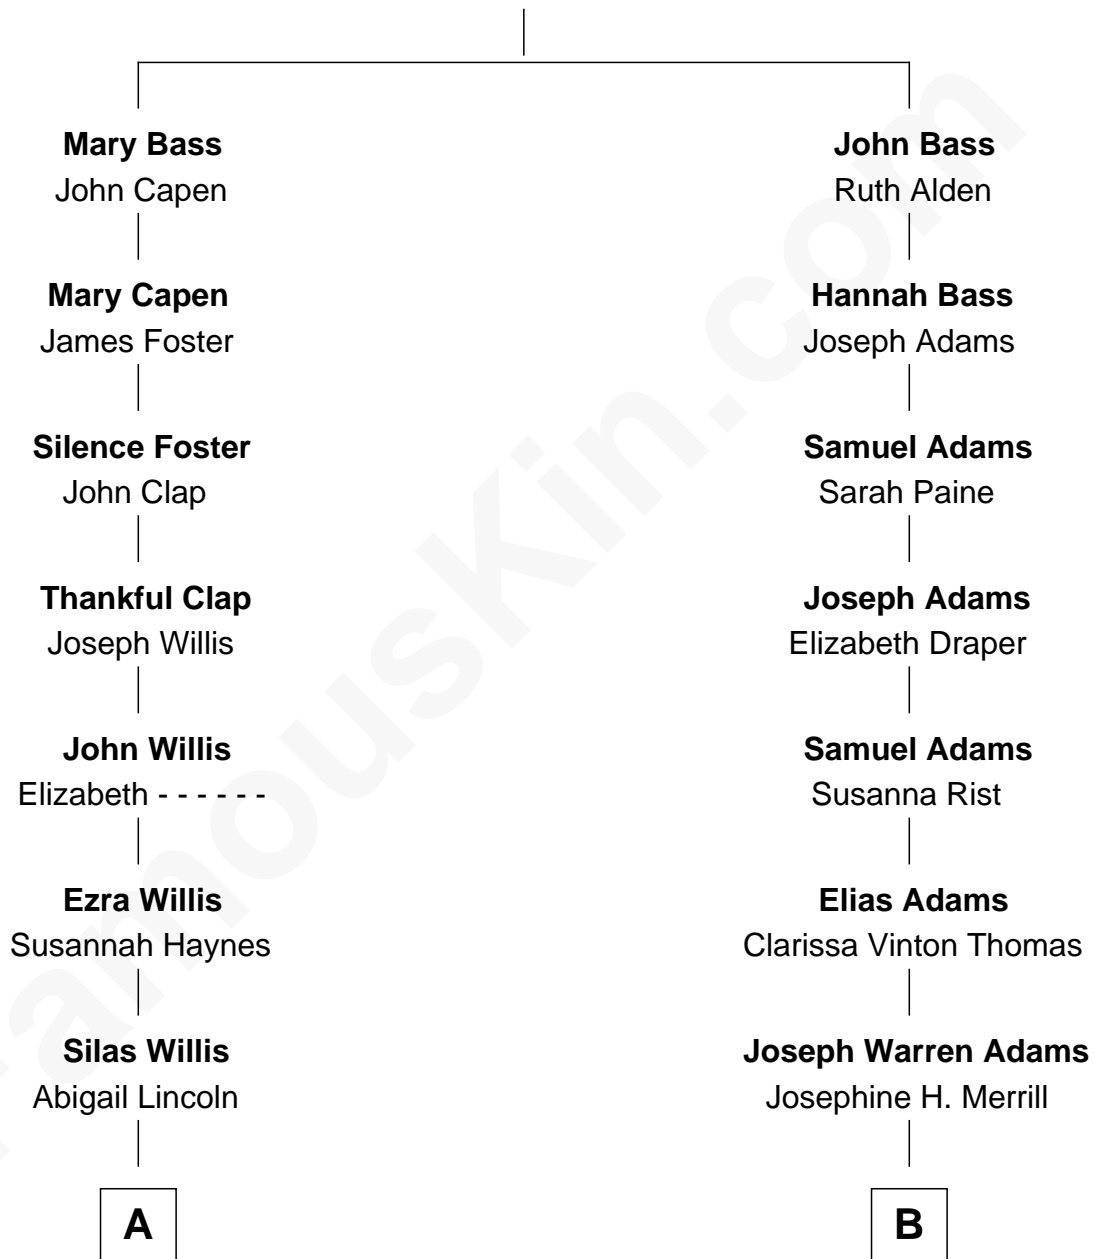 Mary Bass
John Capen
John Bass
Ruth Alden
Mary Capen
James Foster
Hannah Bass
Joseph Adams
Silence Foster
John Clap
Samuel Adams
Sarah Paine
Thankful Clap
Joseph Willis
Joseph Adams
Elizabeth Draper
John Willis
Elizabeth - - - - - -
Samuel Adams
Susanna Rist
Ezra Willis
Susannah Haynes
Elias Adams
Clarissa Vinton Thomas
Silas Willis
Abigail Lincoln
Joseph Warren Adams
Josephine H. Merrill
A
B
FamousKin.com